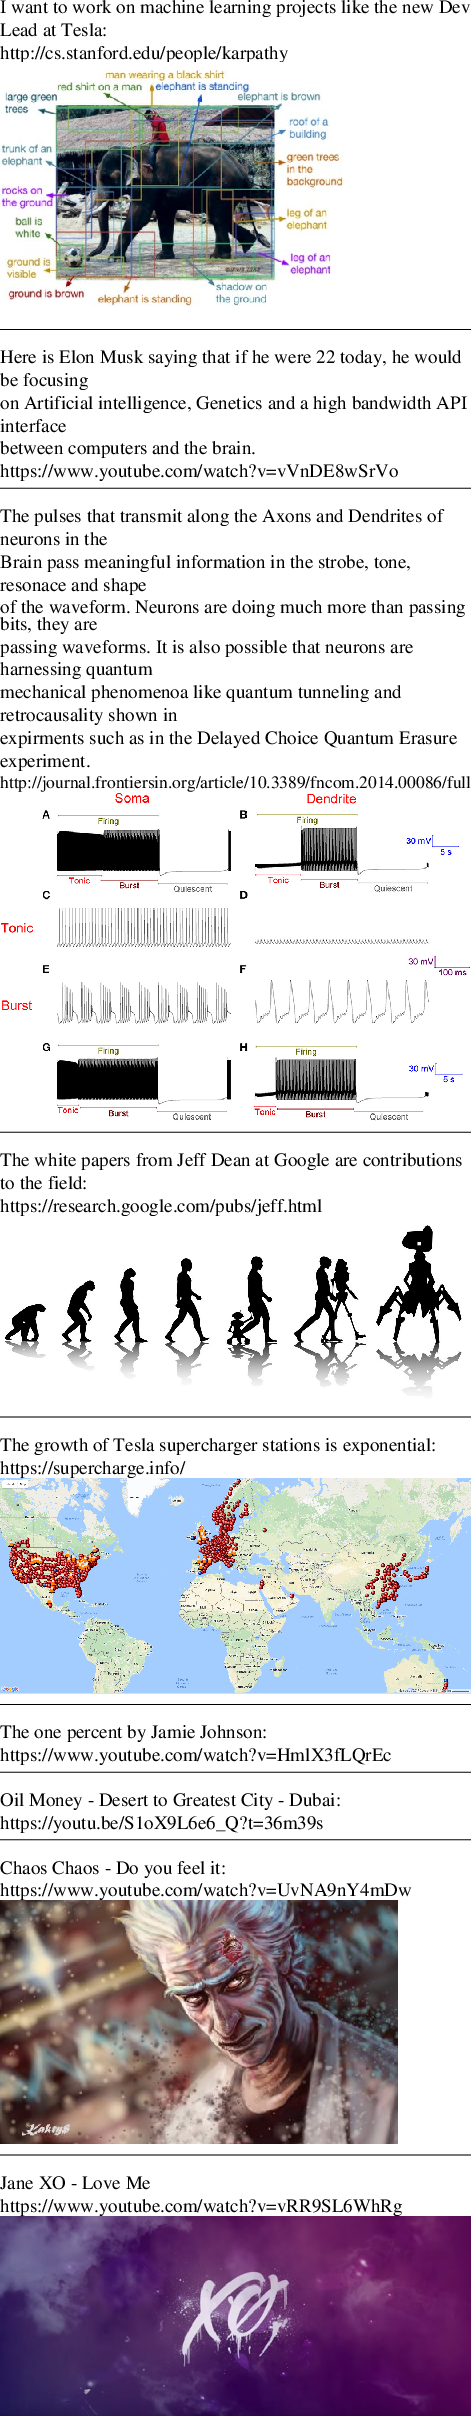 I want to work on machine learning projects like the new Dev
Lead at Tesla:
http://cs.stanford.edu/people/karpathy
man wearing a black shirt
red shirt on a man
elephant is standing
large green
trees
elephant is brown
roof of a
building
trunk of an
elephant
green trees
in the
background
rocks on
the ground
leg of an
elephant
ball is
white
ground is
visible
leg of an
elephant
ground is brown
elephant is standing
shadow on
the ground
Here is Elon Musk saying that if he were 22 today, he would
be focusing
on Artificial intelligence, Genetics and a high bandwidth API
interface
between computers and the brain.
https://www.youtube.com/watch?v=vVnDE8wSrVo
The pulses that transmit along the Axons and Dendrites of
neurons in the
Brain pass meaningful information in the strobe, tone,
resonace and shape
of the waveform. Neurons are doing much more than passing
bits, they are
passing waveforms. It is also possible that neurons are
harnessing quantum
mechanical phenomenoa like quantum tunneling and
retrocausality shown in
expirments such as in the Delayed Choice Quantum Erasure
experiment.
http://journal.frontiersin.org/article/10.3389/fncom.2014.00086/full
Soma
Dendrite
A
Firing
Tonic
Burst
Quiescent
B
Firing
Tonic
Burst
Quiescent
30 mV
5 s
C
D
Tonic
30 mV
100 ms
E
F
Burst
G
Firing
Tonic
Burst
Quiescent
H
Firing
Tonic
Burst
Quiescent
30 mV
5 s
The white papers from Jeff Dean at Google are contributions
to the field:
https://research.google.com/pubs/jeff.html
The growth of Tesla supercharger stations is exponential:
https://supercharge.info/
Google
The one percent by Jamie Johnson:
https://www.youtube.com/watch?v=HmlX3fLQrEc
Oil Money - Desert to Greatest City - Dubai:
https://youtu.be/S1oX9L6e6_Q?t=36m39s
Chaos Chaos - Do you feel it:
https://www.youtube.com/watch?v=UvNA9nY4mDw
Jane XO - Love Me
https://www.youtube.com/watch?v=vRR9SL6WhRg
XO